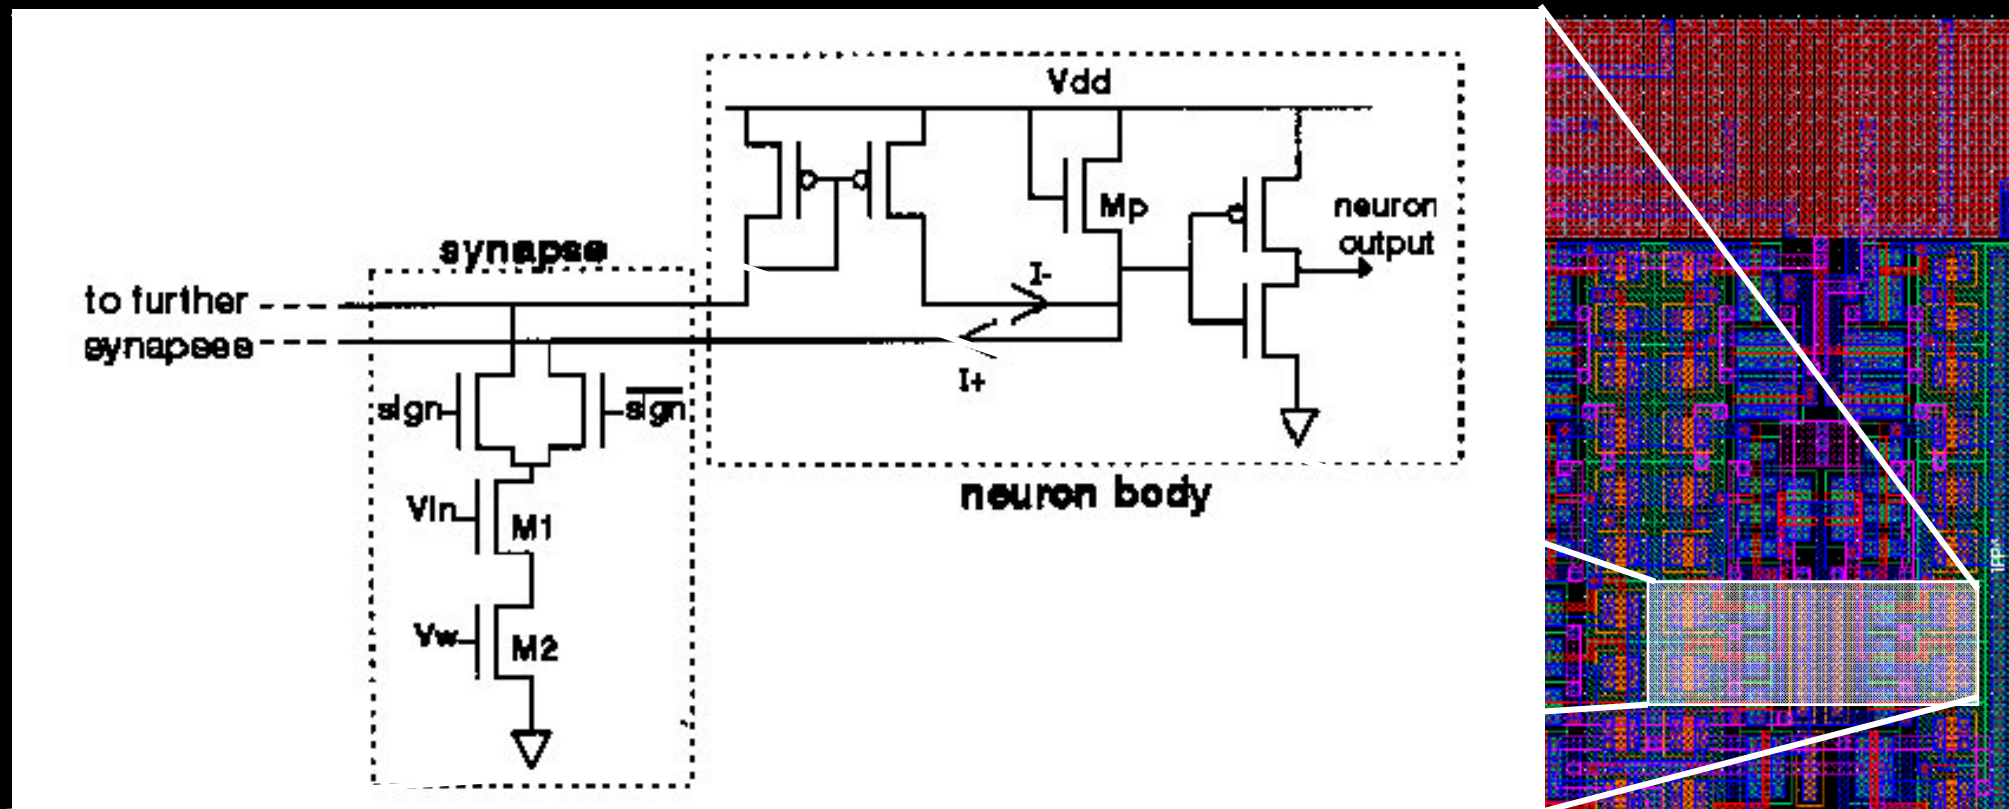 Vdd
Mp
neuron
output
synapse
I-
to further
synapses
I+
sign
sign
neuron body
Vin
M1
Vw
M2